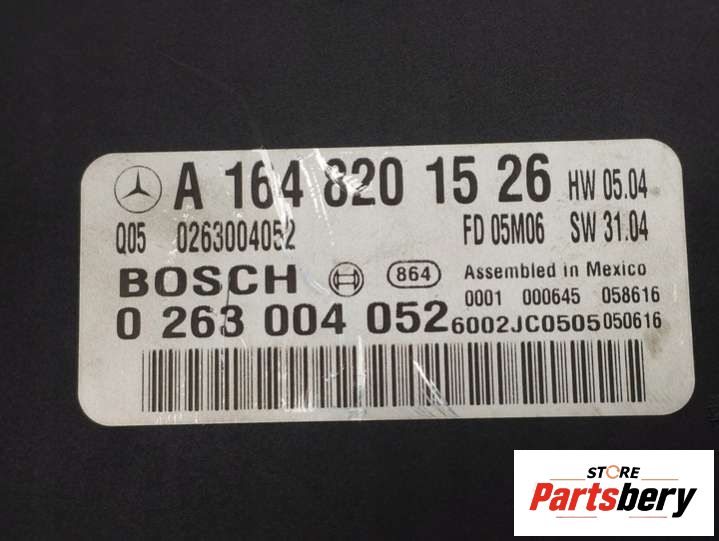 A 164 820 15 26 HW 05.04
Q05 0263004052 FD 05M06 SW 31.04
BOSCH 864 Assembled in Mexico
0001 000645 058616
0 263 004 052 6002JC0505 050616
STORE
Partsbery